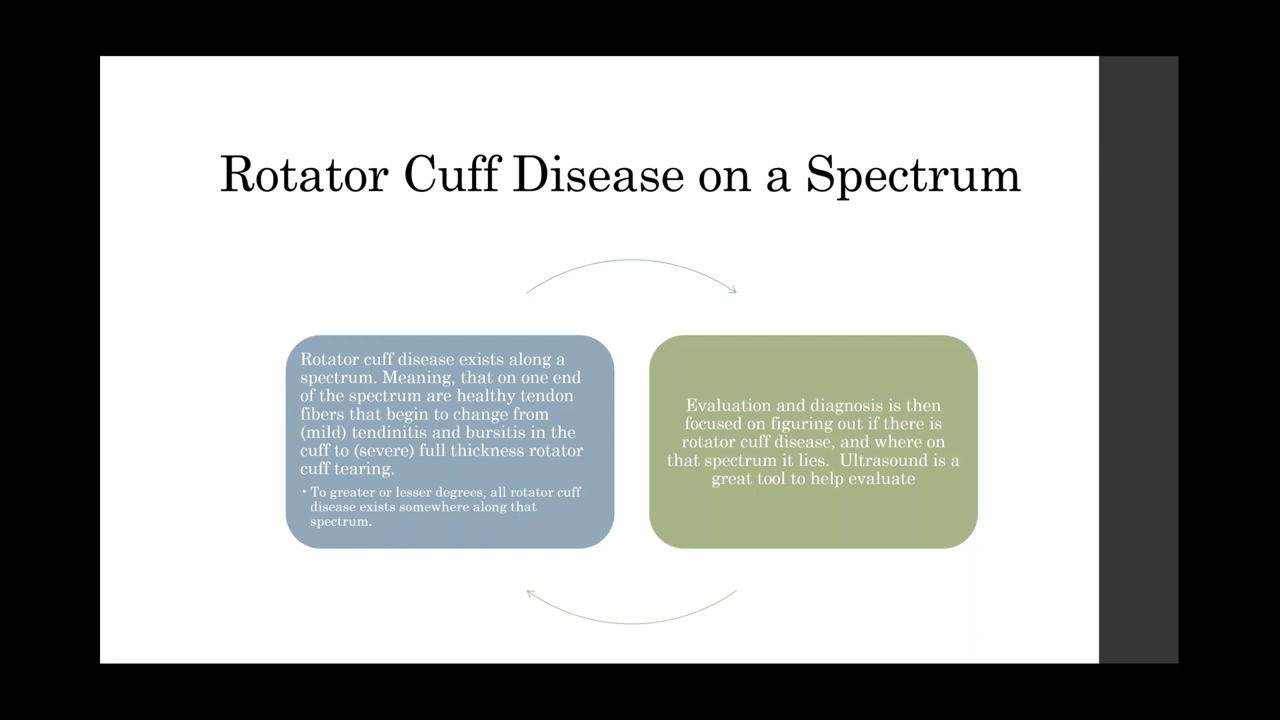 Rotator Cuff Disease on a Spectrum
Rotator cuff disease exists along a
spectrum. Meaning, that on one end
of the spectrum are healthy tendon
fibers that begin to change from
(mild) tendinitis and bursitis in the
cuff to (severe) full thickness rotator
cuff tearing.
• To greater or lesser degrees, all rotator cuff
disease exists somewhere along that
spectrum.
Evaluation and diagnosis is then
focused on figuring out if there is
rotator cuff disease, and where on
that spectrum it lies.  Ultrasound is a
great tool to help evaluate